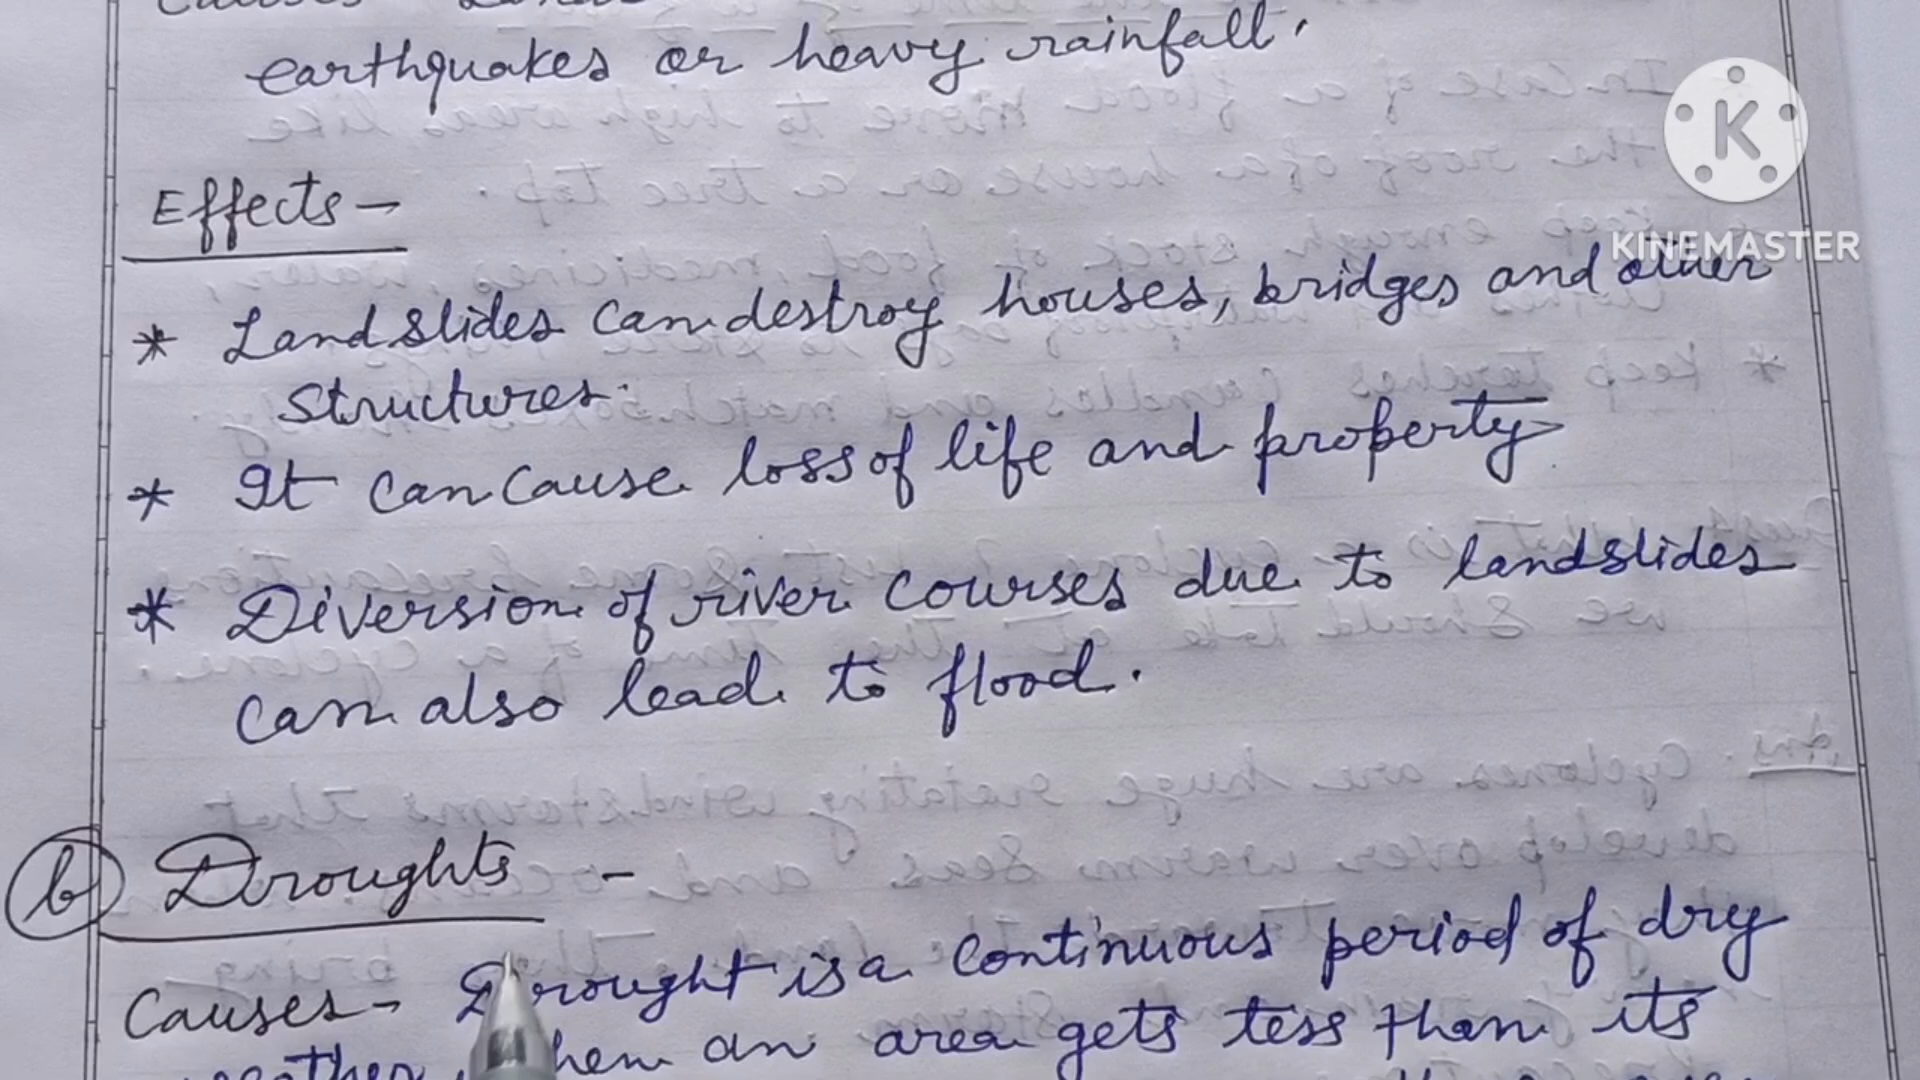 earthquakes or heavy rainfall.
Effects -
* Landslides can destroy houses, bridges and other
structures.
* It can cause loss of life and property
* Diversion of river courses due to landslides
can also lead to flood.
(b) Droughts -
Causes - Drought is a continuous period of dry
an area gets tess than its
K
KINEMASTER